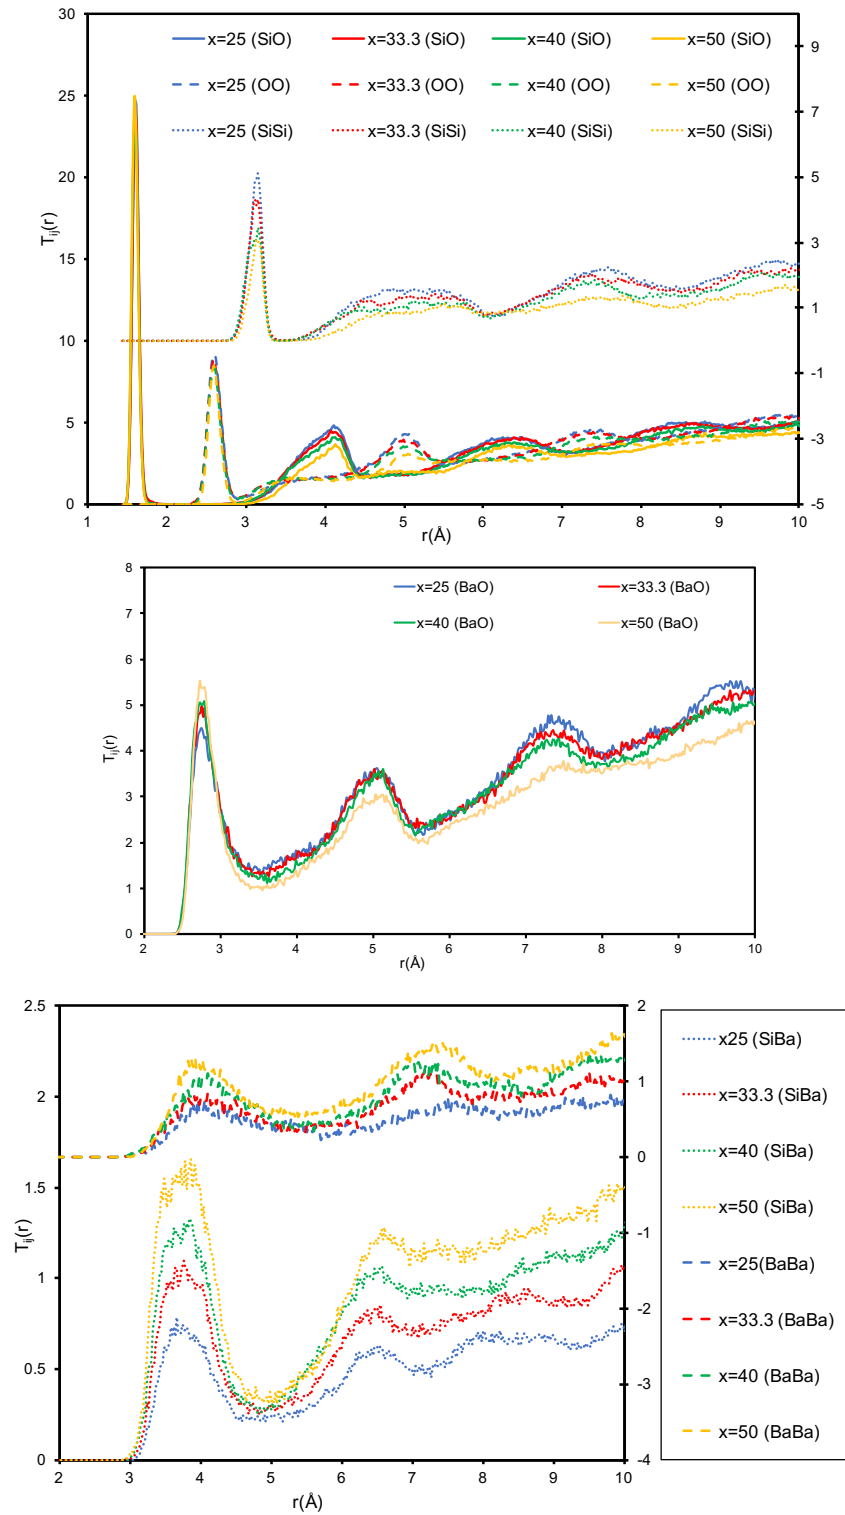 30
25
20
15
10
5
0
9
7
5
3
1
-1
-3
-5
x=25 (SiO) x=33.3 (SiO) x=40 (SiO) x=50 (SiO)
x=25 (OO) x=33.3 (OO) x=40 (OO) x=50 (OO)
x=25 (SiSi) x=33.3 (SiSi) x=40 (SiSi) x=50 (SiSi)
Tij(r)
1 2 3 4 5 6 7 8 9 10
r(Å)
8
7
6
5
4
3
2
1
0
x=25 (BaO) x=33.3 (BaO)
x=40 (BaO) x=50 (BaO)
Tij(r)
2 3 4 5 6 7 8 9 10
r(Å)
2.5
2
1.5
1
0.5
0
2
1
0
-1
-2
-3
-4
Tij(r)
2 3 4 5 6 7 8 9 10
r(Å)
x25 (SiBa)
x=33.3 (SiBa)
x=40 (SiBa)
x=50 (SiBa)
x=25(BaBa)
x=33.3 (BaBa)
x=40 (BaBa)
x=50 (BaBa)